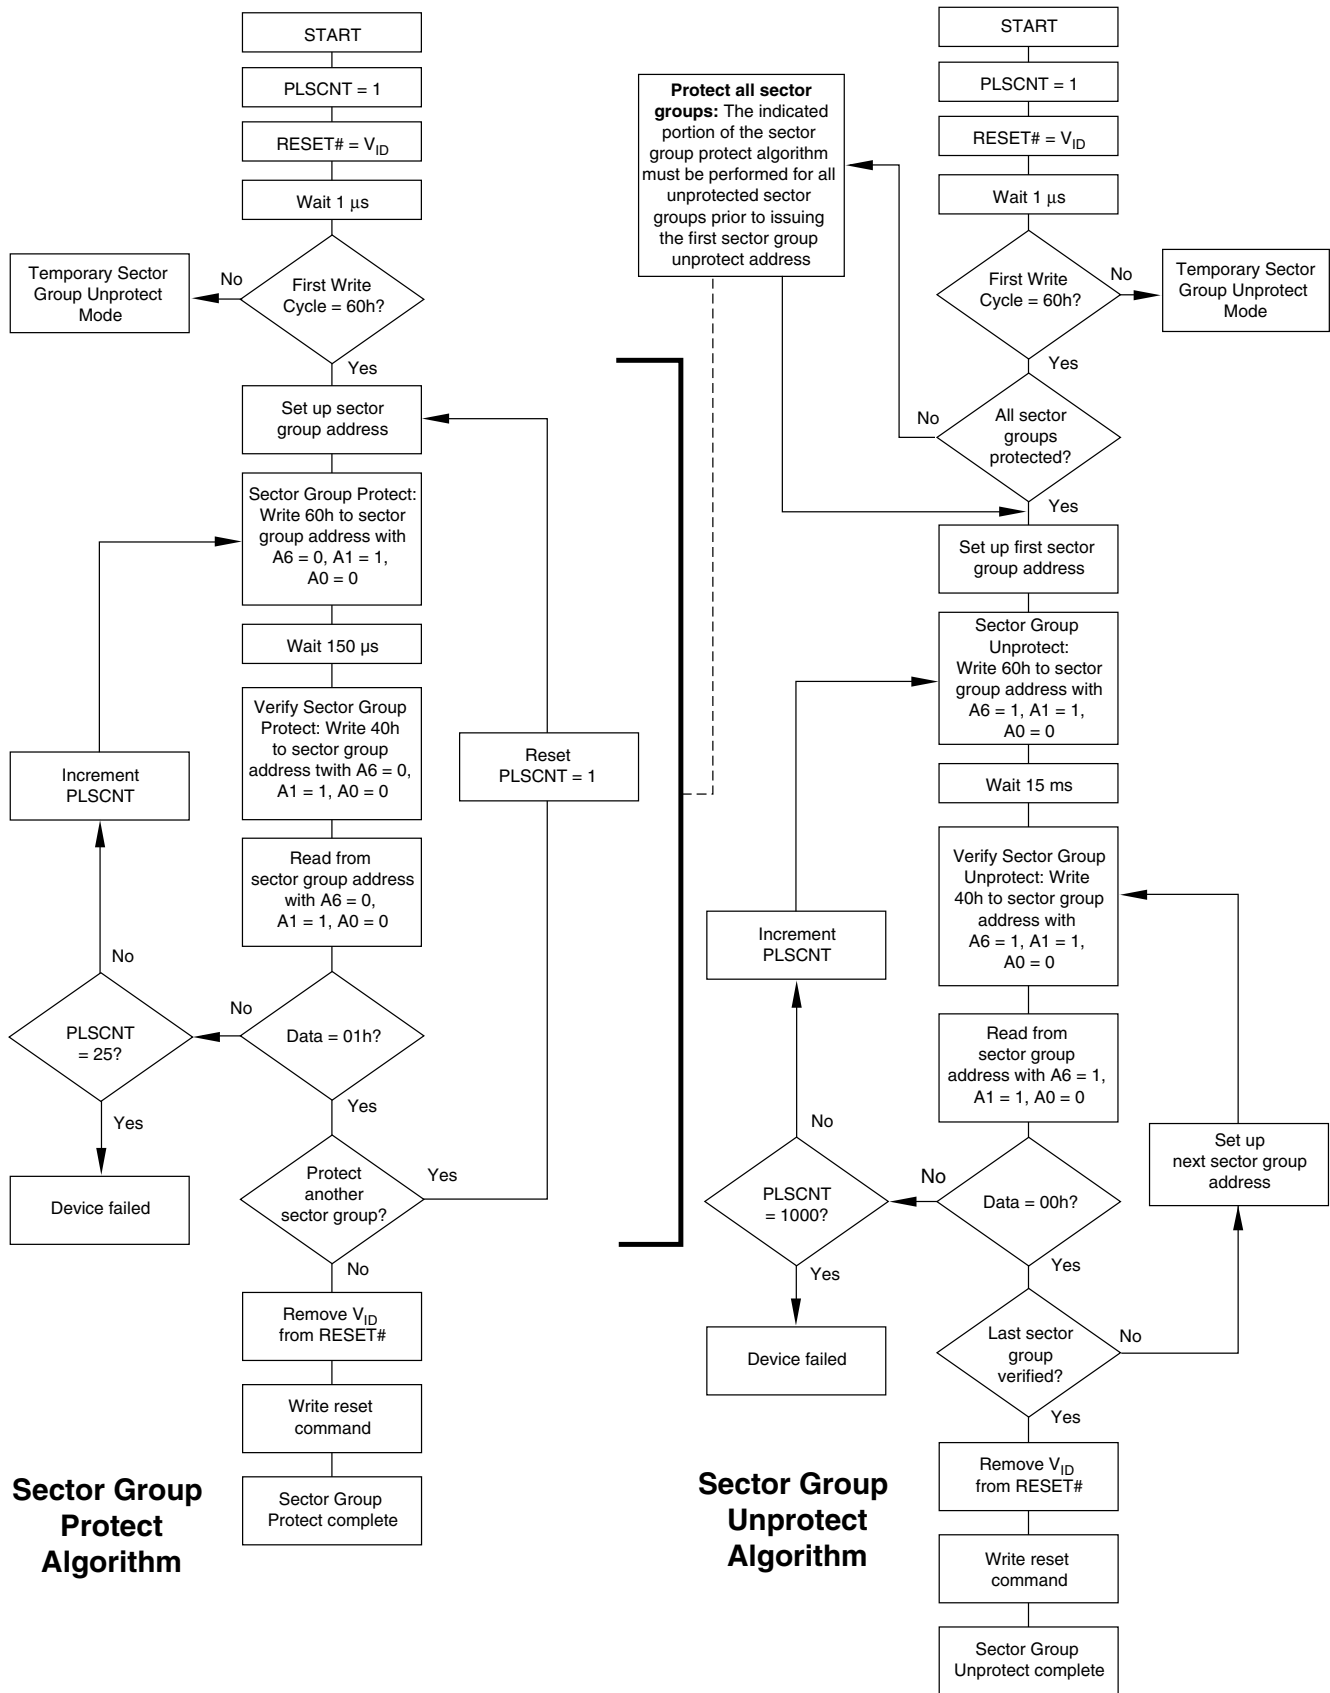 START
PLSCNT = 1
RESET# = VID
Wait 1 μs
First Write
Cycle = 60h?
No
Temporary Sector
Group Unprotect
Mode
Yes
Set up sector
group address
Sector Group Protect:
Write 60h to sector
group address with
A6 = 0, A1 = 1,
A0 = 0
Wait 150 µs
Verify Sector Group
Protect: Write 40h
to sector group
address twith A6 = 0,
A1 = 1, A0 = 0
Reset
PLSCNT = 1
Increment
PLSCNT
Read from
sector group address
with A6 = 0,
A1 = 1, A0 = 0
No
No
PLSCNT
= 25?
Data = 01h?
Yes
Yes
Device failed
Protect
another
sector group?
Yes
No
Remove VID
from RESET#
Write reset
command
Sector Group
Protect complete
Sector Group
Protect
Algorithm
Protect all sector
groups: The indicated
portion of the sector
group protect algorithm
must be performed for all
unprotected sector
groups prior to issuing
the first sector group
unprotect address
START
PLSCNT = 1
RESET# = VID
Wait 1 μs
First Write
Cycle = 60h?
No
Temporary Sector
Group Unprotect
Mode
Yes
No
All sector
groups
protected?
Yes
Set up first sector
group address
Sector Group
Unprotect:
Write 60h to sector
group address with
A6 = 1, A1 = 1,
A0 = 0
Wait 15 ms
Verify Sector Group
Unprotect: Write
40h to sector group
address with
A6 = 1, A1 = 1,
A0 = 0
Increment
PLSCNT
Read from
sector group
address with A6 = 1,
A1 = 1, A0 = 0
No
No
PLSCNT
= 1000?
Data = 00h?
Set up
next sector group
address
Yes
Yes
Device failed
Last sector
group
verified?
No
Yes
Remove VID
from RESET#
Write reset
command
Sector Group
Unprotect complete
Sector Group
Unprotect
Algorithm